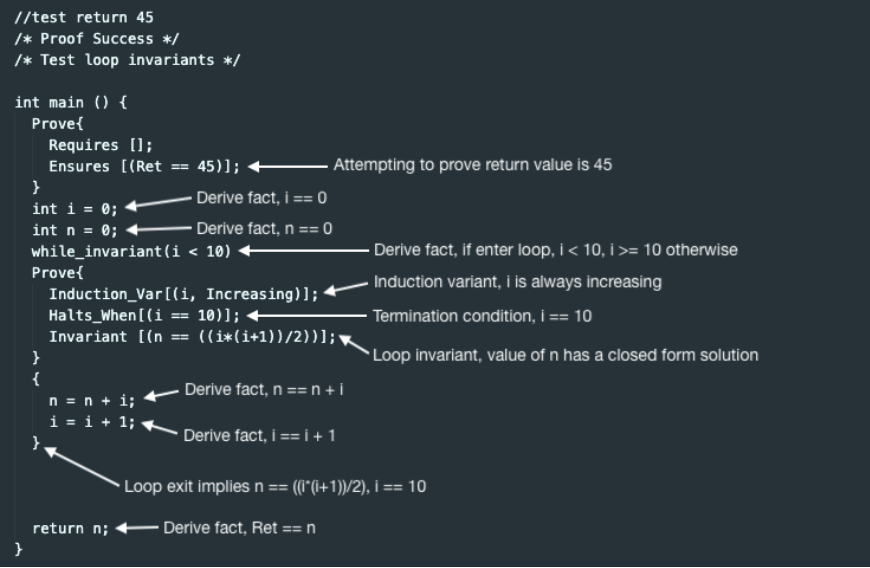 //test return 45
/* Proof Success */
/* Test loop invariants */
int main () {
Prove{
Requires [];
Ensures [(Ret == 45)]; Attempting to prove return value is 45
}
int i = 0; Derive fact, i == 0
int n = 0; Derive fact, n == 0
while_invariant(i < 10) Derive fact, if enter loop, i < 10, i >= 10 otherwise
Prove{
Induction_Var[(i, Increasing)]; Induction variant, i is always increasing
Halts_When[(i == 10)]; Termination condition, i == 10
Invariant [(n == ((i*(i+1))/2))];
} Loop invariant, value of n has a closed form solution
{
n = n + i; Derive fact, n == n + i
i = i + 1; Derive fact, i == i + 1
}
Loop exit implies n == ((i*(i+1))/2), i == 10
return n; Derive fact, Ret == n
}